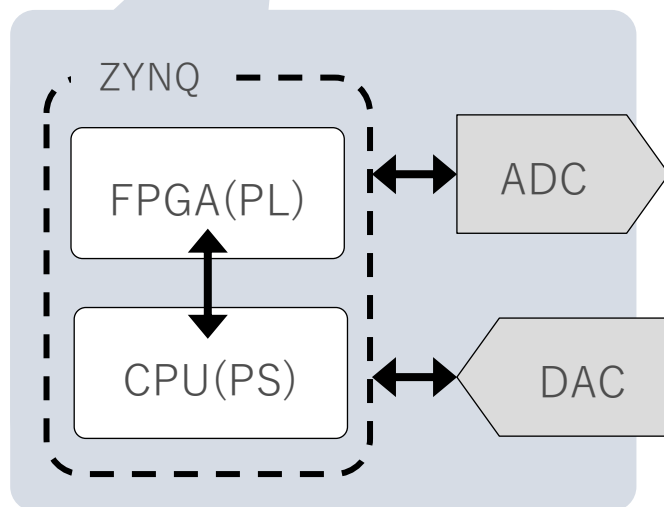 ZYNQ
FPGA(PL)
ADC
CPU(PS)
DAC